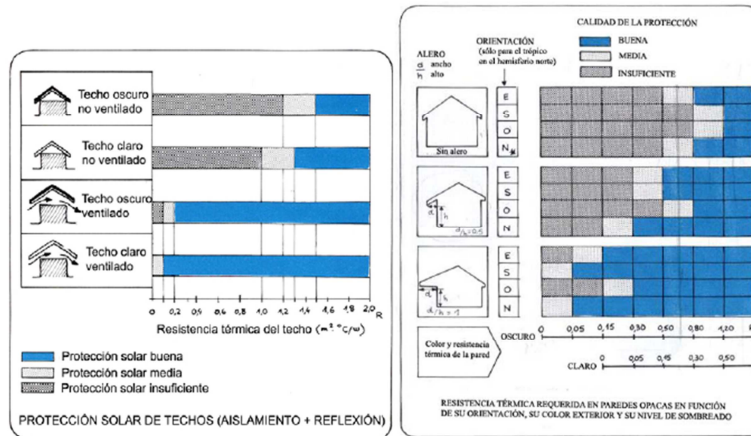 Techo oscuro
no ventilado
Techo claro
no ventilado
Techo oscuro
ventilado
Techo claro
ventilado
0 0,2 0,4 0,6 0,8 1,0 1,2 1,4 1,6 1,8 2,0 R
Resistencia térmica del techo (m².°C/w)
Protección solar buena
Protección solar media
Protección solar insuficiente
PROTECCIÓN SOLAR DE TECHOS (AISLAMIENTO + REFLEXIÓN)
CALIDAD DE LA PROTECCIÓN
BUENA
MEDIA
INSUFICIENTE
ORIENTACIÓN
(sólo para el trópico
en el hemisferio norte)
ALERO
a ancho
h alto
Sin alero
E
S
O
N
a
h
a/h=0.5
E
S
O
N
a
h
a/h=1
E
S
O
N
Color y resistencia
térmica de la pared
OSCURO 0 0,05 0,15 0,30 0,60 0,80 1,00
CLARO 0 0,05 0,15 0,30 0,50
RESISTENCIA TÉRMICA REQUERIDA EN PAREDES OPACAS EN FUNCIÓN
DE SU ORIENTACIÓN, SU COLOR EXTERIOR Y SU NIVEL DE SOMBREADO